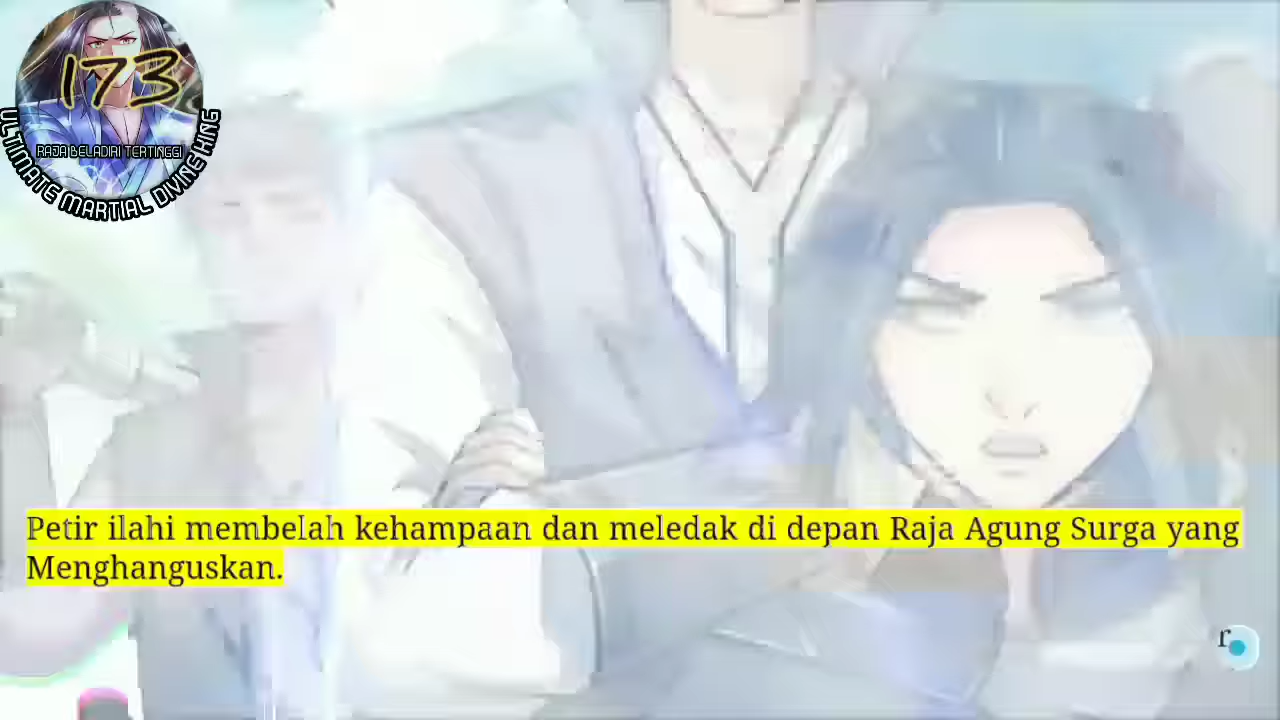 173
RAJA BELADIRI TERTINGGI
ULTIMATE MARTIAL DIVINE KING
Petir ilahi membelah kehampaan dan meledak di depan Raja Agung Surga yang
Menghanguskan.
r